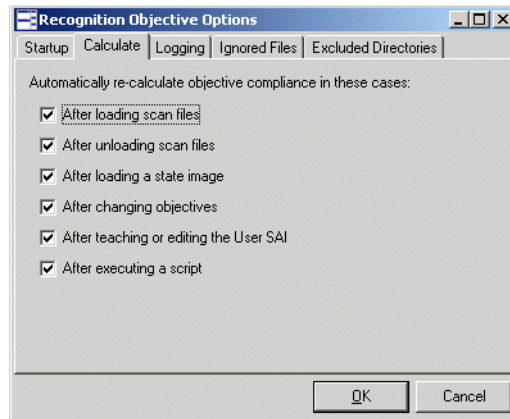 Recognition Objective Options
Startup Calculate Logging Ignored Files Excluded Directories
Automatically re-calculate objective compliance in these cases:
After loading scan files
After unloading scan files
After loading a state image
After changing objectives
After teaching or editing the User SAI
After executing a script
OK Cancel